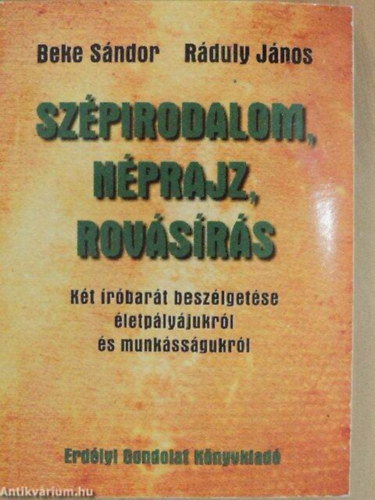 Beke Sándor Ráduly János
SZÉPIRODALOM,
NÉPRAJZ,
ROVÁSÍRÁS
Két íróbarát beszélgetése
életpályájukról
és munkásságukról
Erdélyi Gondolat Könyvkiadó
Antikvárium.hu